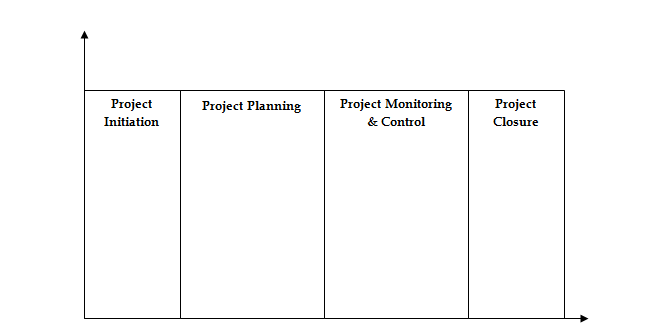 Project
Initiation
Project Planning
Project Monitoring
& Control
Project
Closure